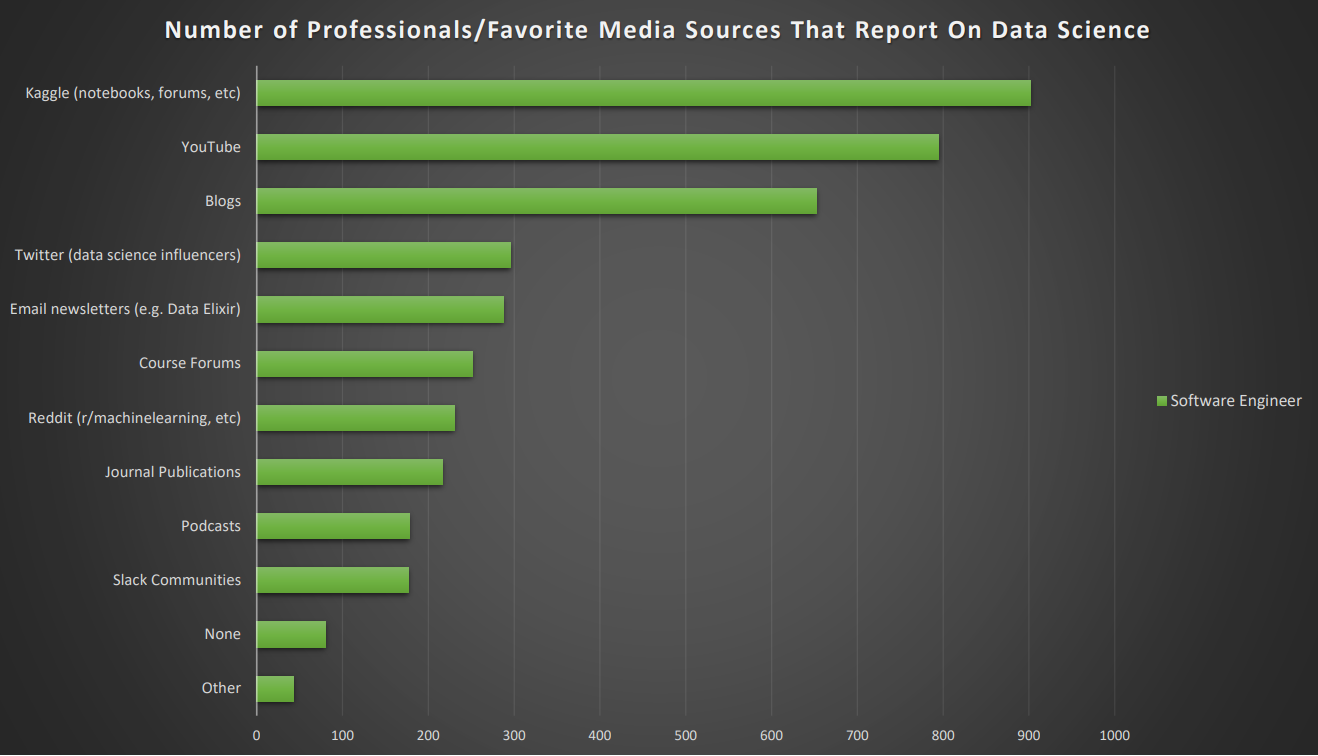 Number of Professionals/Favorite Media Sources That Report On Data Science
Kaggle (notebooks, forums, etc)
YouTube
Blogs
Twitter (data science influencers)
Email newsletters (e.g. Data Elixir)
Course Forums
Reddit (r/machinelearning, etc)
Journal Publications
Podcasts
Slack Communities
None
Other
0 100 200 300 400 500 600 700 800 900 1000
Software Engineer